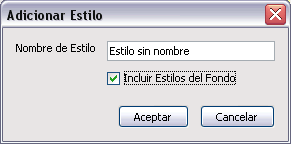 Adicionar Estilo
Nombre de Estilo Estilo sin nombre
Incluir Estilos del Fondo
Aceptar Cancelar